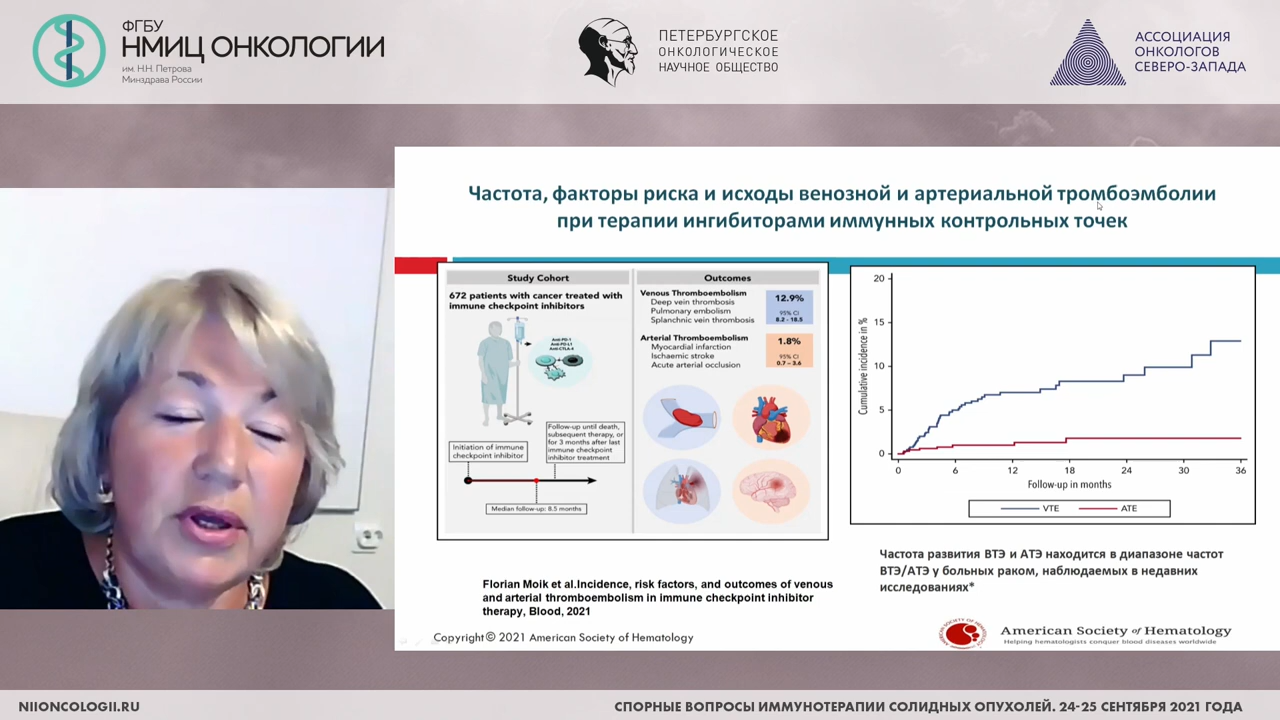 ФГБУ
НМИЦ ОНКОЛОГИИ
им. Н.Н. Петрова
Минздрава России
ПЕТЕРБУРГСКОЕ
ОНКОЛОГИЧЕСКОЕ
НАУЧНОЕ ОБЩЕСТВО
АССОЦИАЦИЯ
ОНКОЛОГОВ
СЕВЕРО-ЗАПАДА
Частота, факторы риска и исходы венозной и артериальной тромбоэмболии
при терапии ингибиторами иммунных контрольных точек
Study Cohort
672 patients with cancer treated with
immune checkpoint inhibitors
Anti-PD-1
Anti-PD-L1
Anti-CTLA-4
Initiation of immune
checkpoint inhibitor
Follow-up until death,
subsequent therapy, or
for 3 months after last
immune checkpoint
inhibitor treatment
Median follow-up: 8.5 months
Outcomes
Venous Thromboembolism
Deep vein thrombosis
Pulmonary embolism
Splanchnic vein thrombosis
12.9%
95% CI
8.2 - 18.5
Arterial Thromboembolism
Myocardial infarction
Ischaemic stroke
Acute arterial occlusion
1.8%
95% CI
0.7 – 3.6
Cumulative incidence in %
20
15
10
5
0
0 6 12 18 24 30 36
Follow-up in months
VTE ATE
Florian Moik et al.Incidence, risk factors, and outcomes of venous
and arterial thromboembolism in immune checkpoint inhibitor
therapy, Blood, 2021
Copyright© 2021 American Society of Hematology
Частота развития ВТЭ и АТЭ находится в диапазоне частот
ВТЭ/АТЭ у больных раком, наблюдаемых в недавних
исследованиях*
American Society of Hematology
Helping hematologists conquer blood diseases worldwide
NIIONCOLOGII.RU
СПОРНЫЕ ВОПРОСЫ ИММУНОТЕРАПИИ СОЛИДНЫХ ОПУХОЛЕЙ. 24-25 СЕНТЯБРЯ 2021 ГОДА